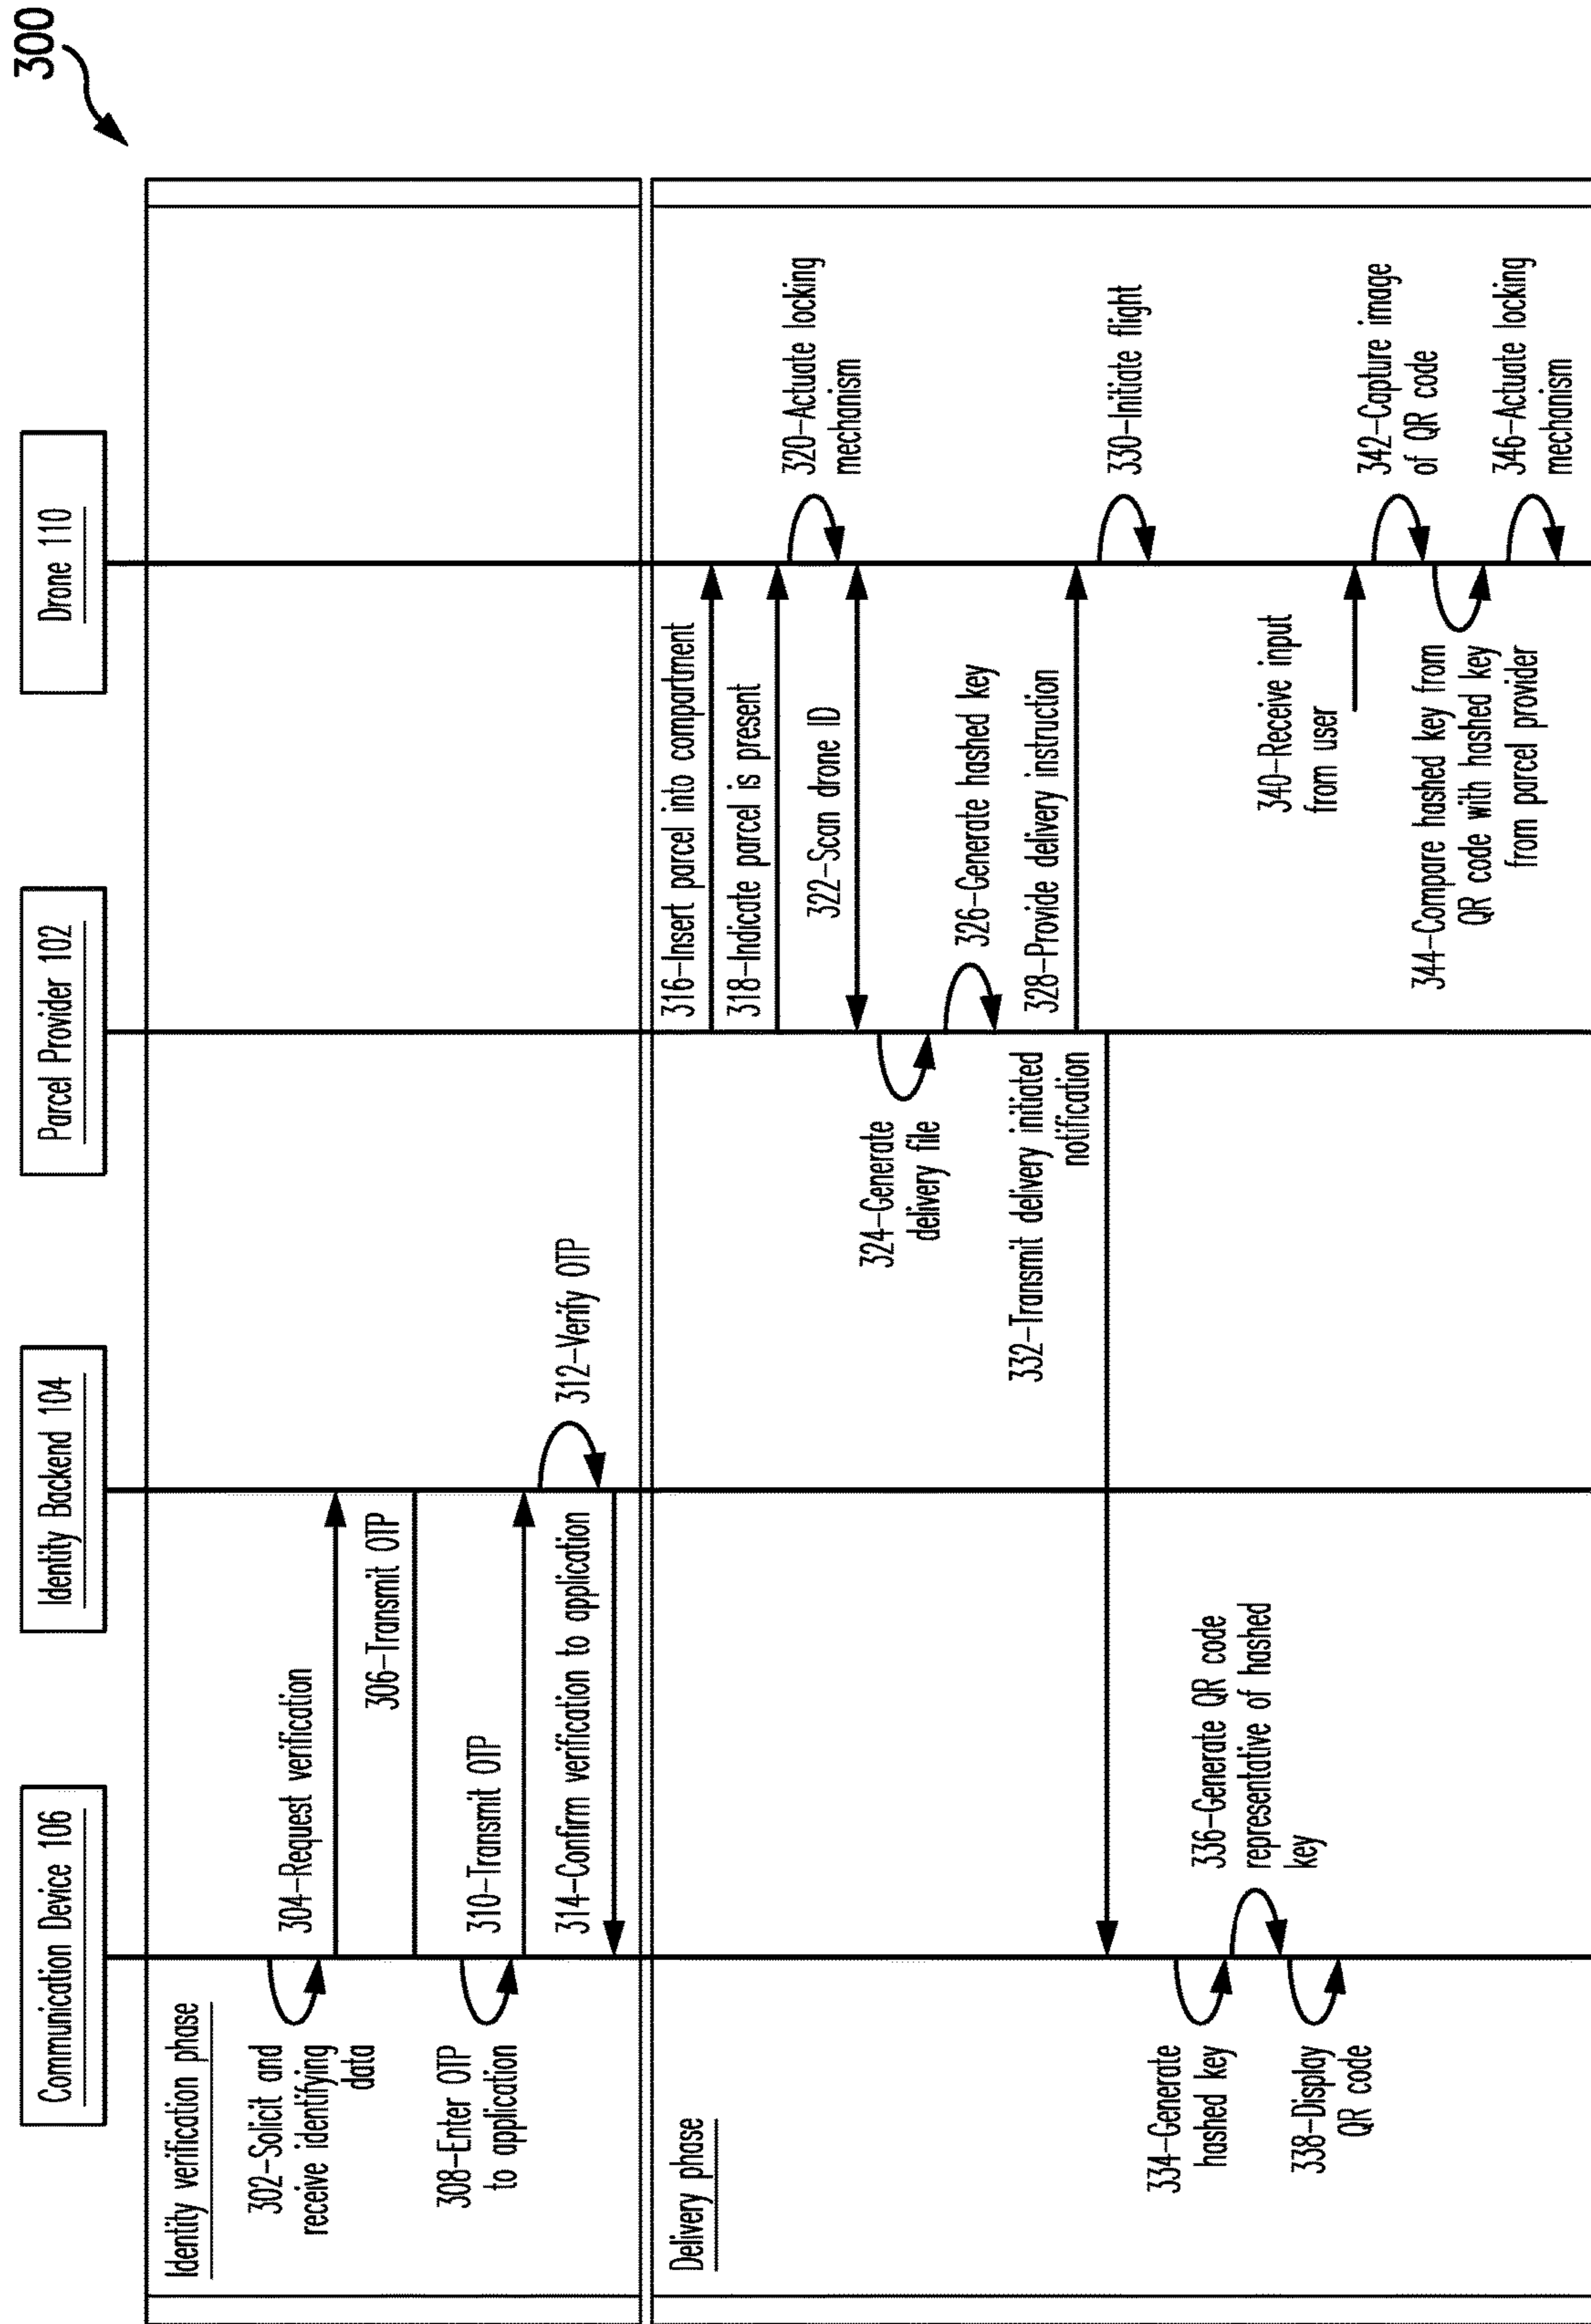 300
Communication Device 106
Identity Backend 104
Parcel Provider 102
Drone 110
Identity verification phase
302–Solicit and
receive identifying
data
304–Request verification
306–Transmit OTP
308–Enter OTP
to application
310–Transmit OTP
312–Verify OTP
314–Confirm verification to application
Delivery phase
316–Insert parcel into compartment
318–Indicate parcel is present
320–Actuate locking
mechanism
322–Scan drone ID
324–Generate
delivery file
326–Generate hashed key
328–Provide delivery instruction
330–Initiate flight
332–Transmit delivery initiated
notification
334–Generate
hashed key
336–Generate QR code
representative of hashed
key
338–Display
QR code
340–Receive input
from user
342–Capture image
of QR code
344–Compare hashed key from
QR code with hashed key
from parcel provider
346–Actuate locking
mechanism